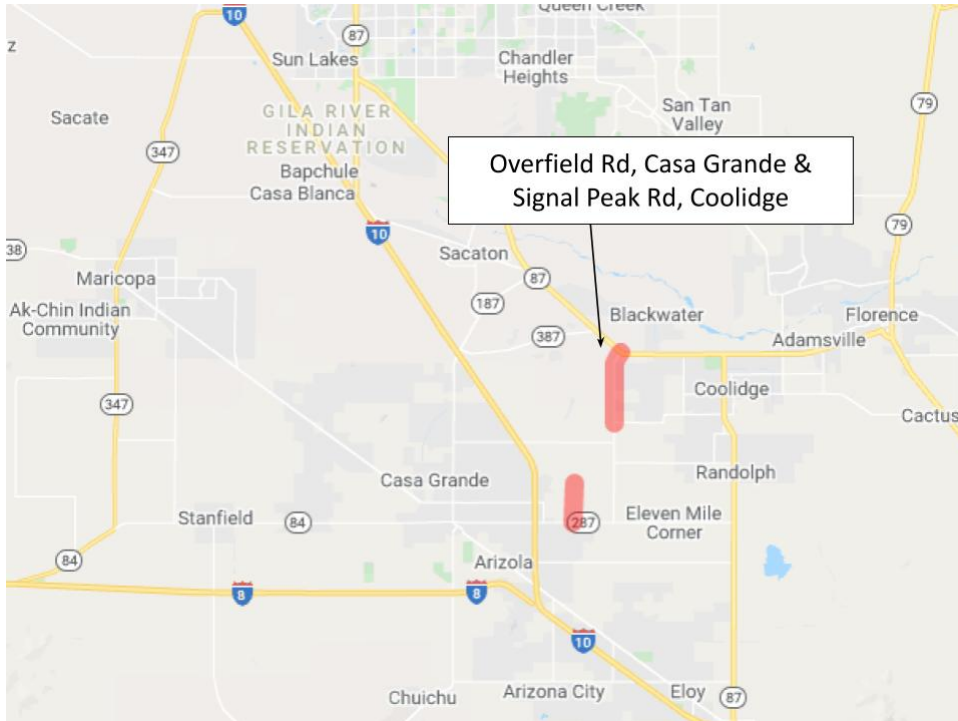 Queen Creek
10
87
Sun Lakes
Chandler
Heights
z
79
San Tan
Valley
Sacate
GILA RIVER
INDIAN
RESERVATION
347
Bapchule
Casa Blanca
Overfield Rd, Casa Grande &
Signal Peak Rd, Coolidge
79
10
38
Sacaton
Maricopa
87
187
Ak-Chin Indian
Community
Blackwater
Florence
387
Adamsville
Coolidge
347
Cactus
Casa Grande
Randolph
Stanfield
84
287
Eleven Mile
Corner
84
Arizola
8
8
10
Chuichu
Arizona City
Eloy
87